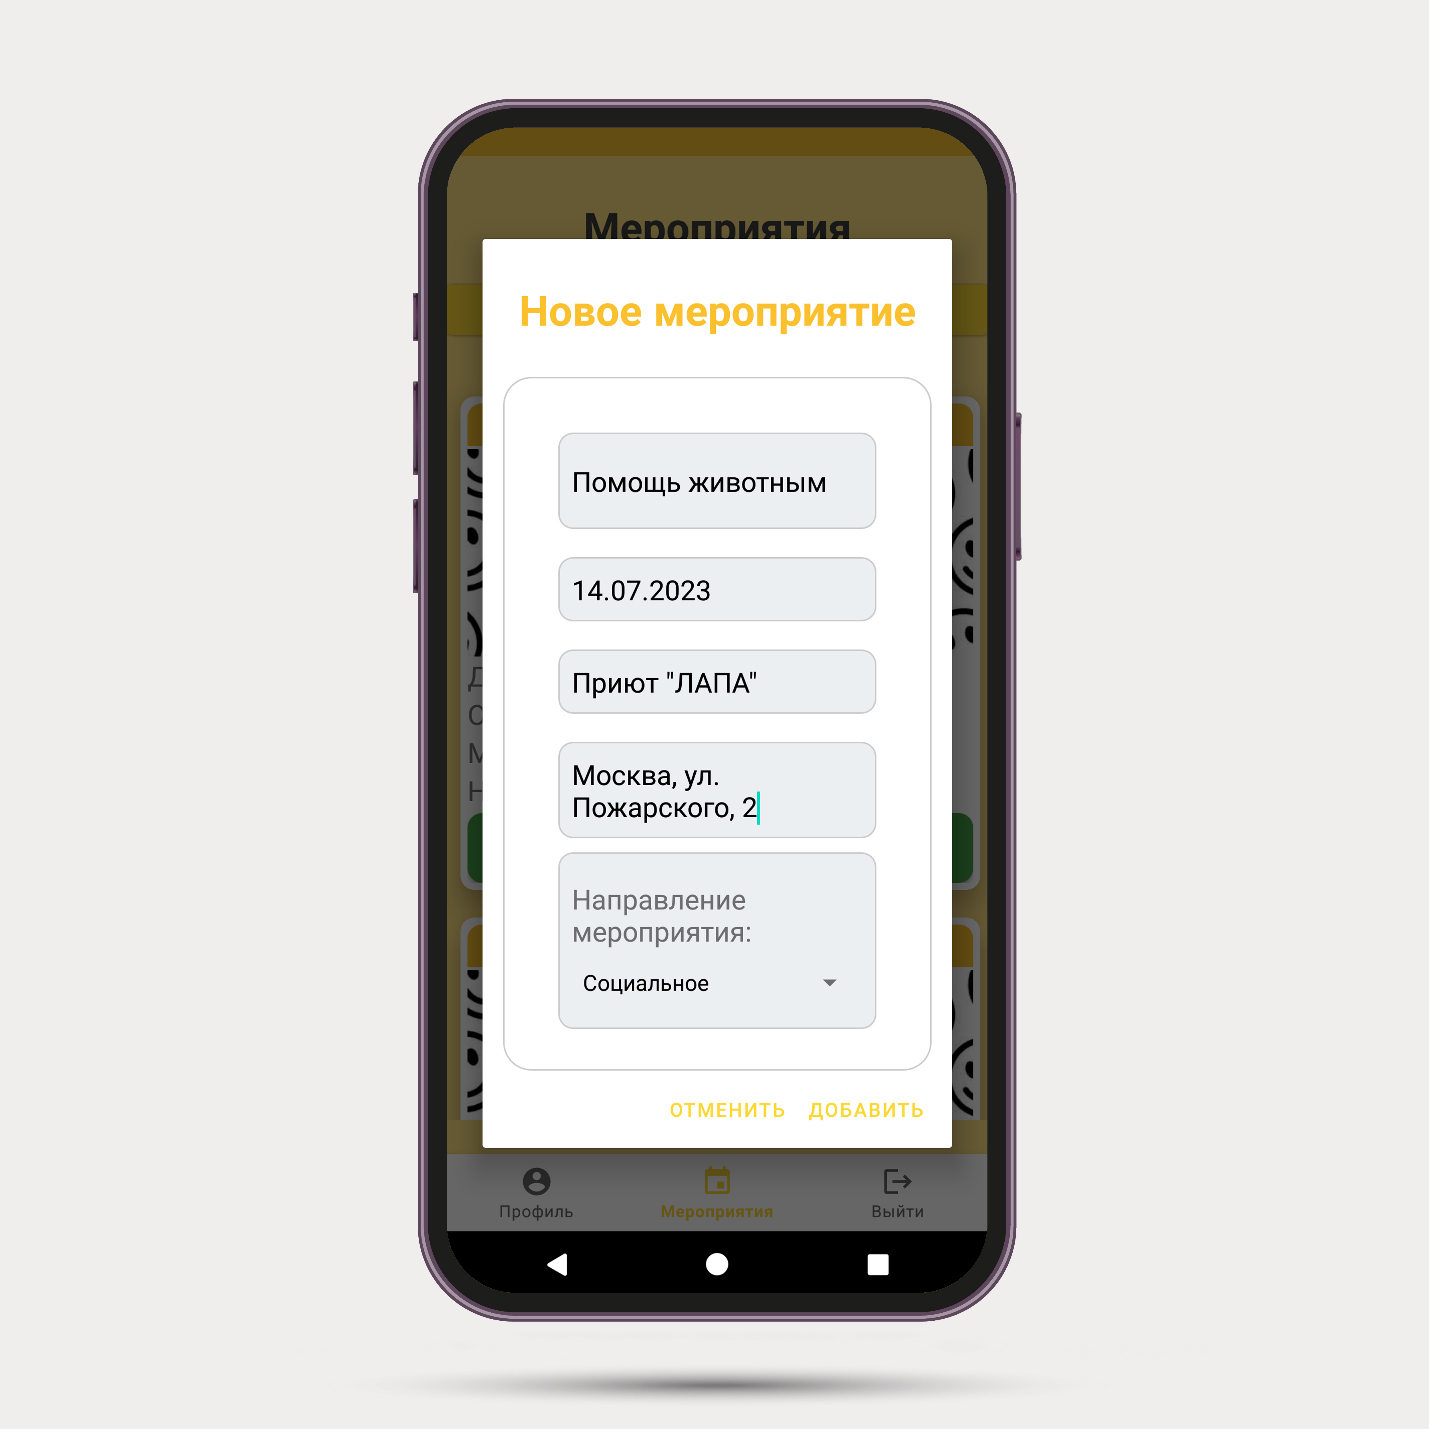 Мероприятия
Новое мероприятие
Помощь животным
14.07.2023
Приют "ЛАПА"
Москва, ул.
Пожарского, 2
Направление
мероприятия:
Социальное
ОТМЕНИТЬ ДОБАВИТЬ
Профиль Мероприятия Выйти